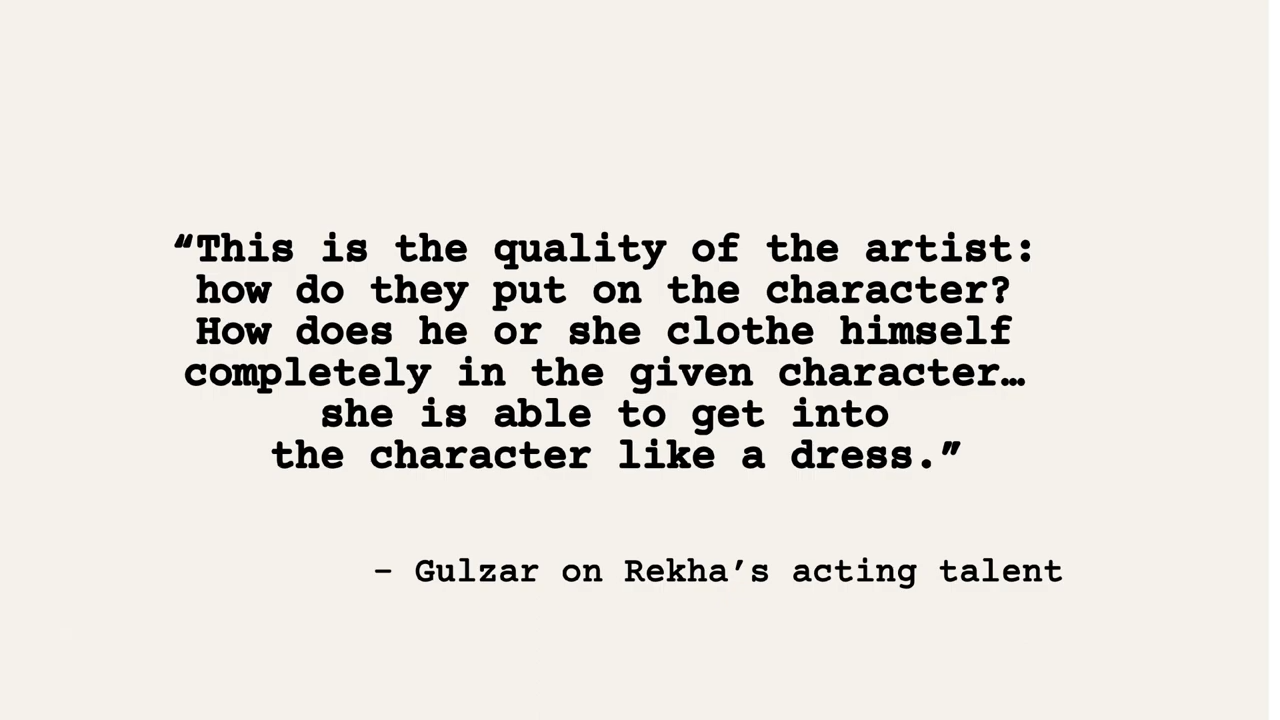 “This is the quality of the artist:
how do they put on the character?
How does he or she clothe himself
completely in the given character…
she is able to get into
the character like a dress.”
– Gulzar on Rekha’s acting talent